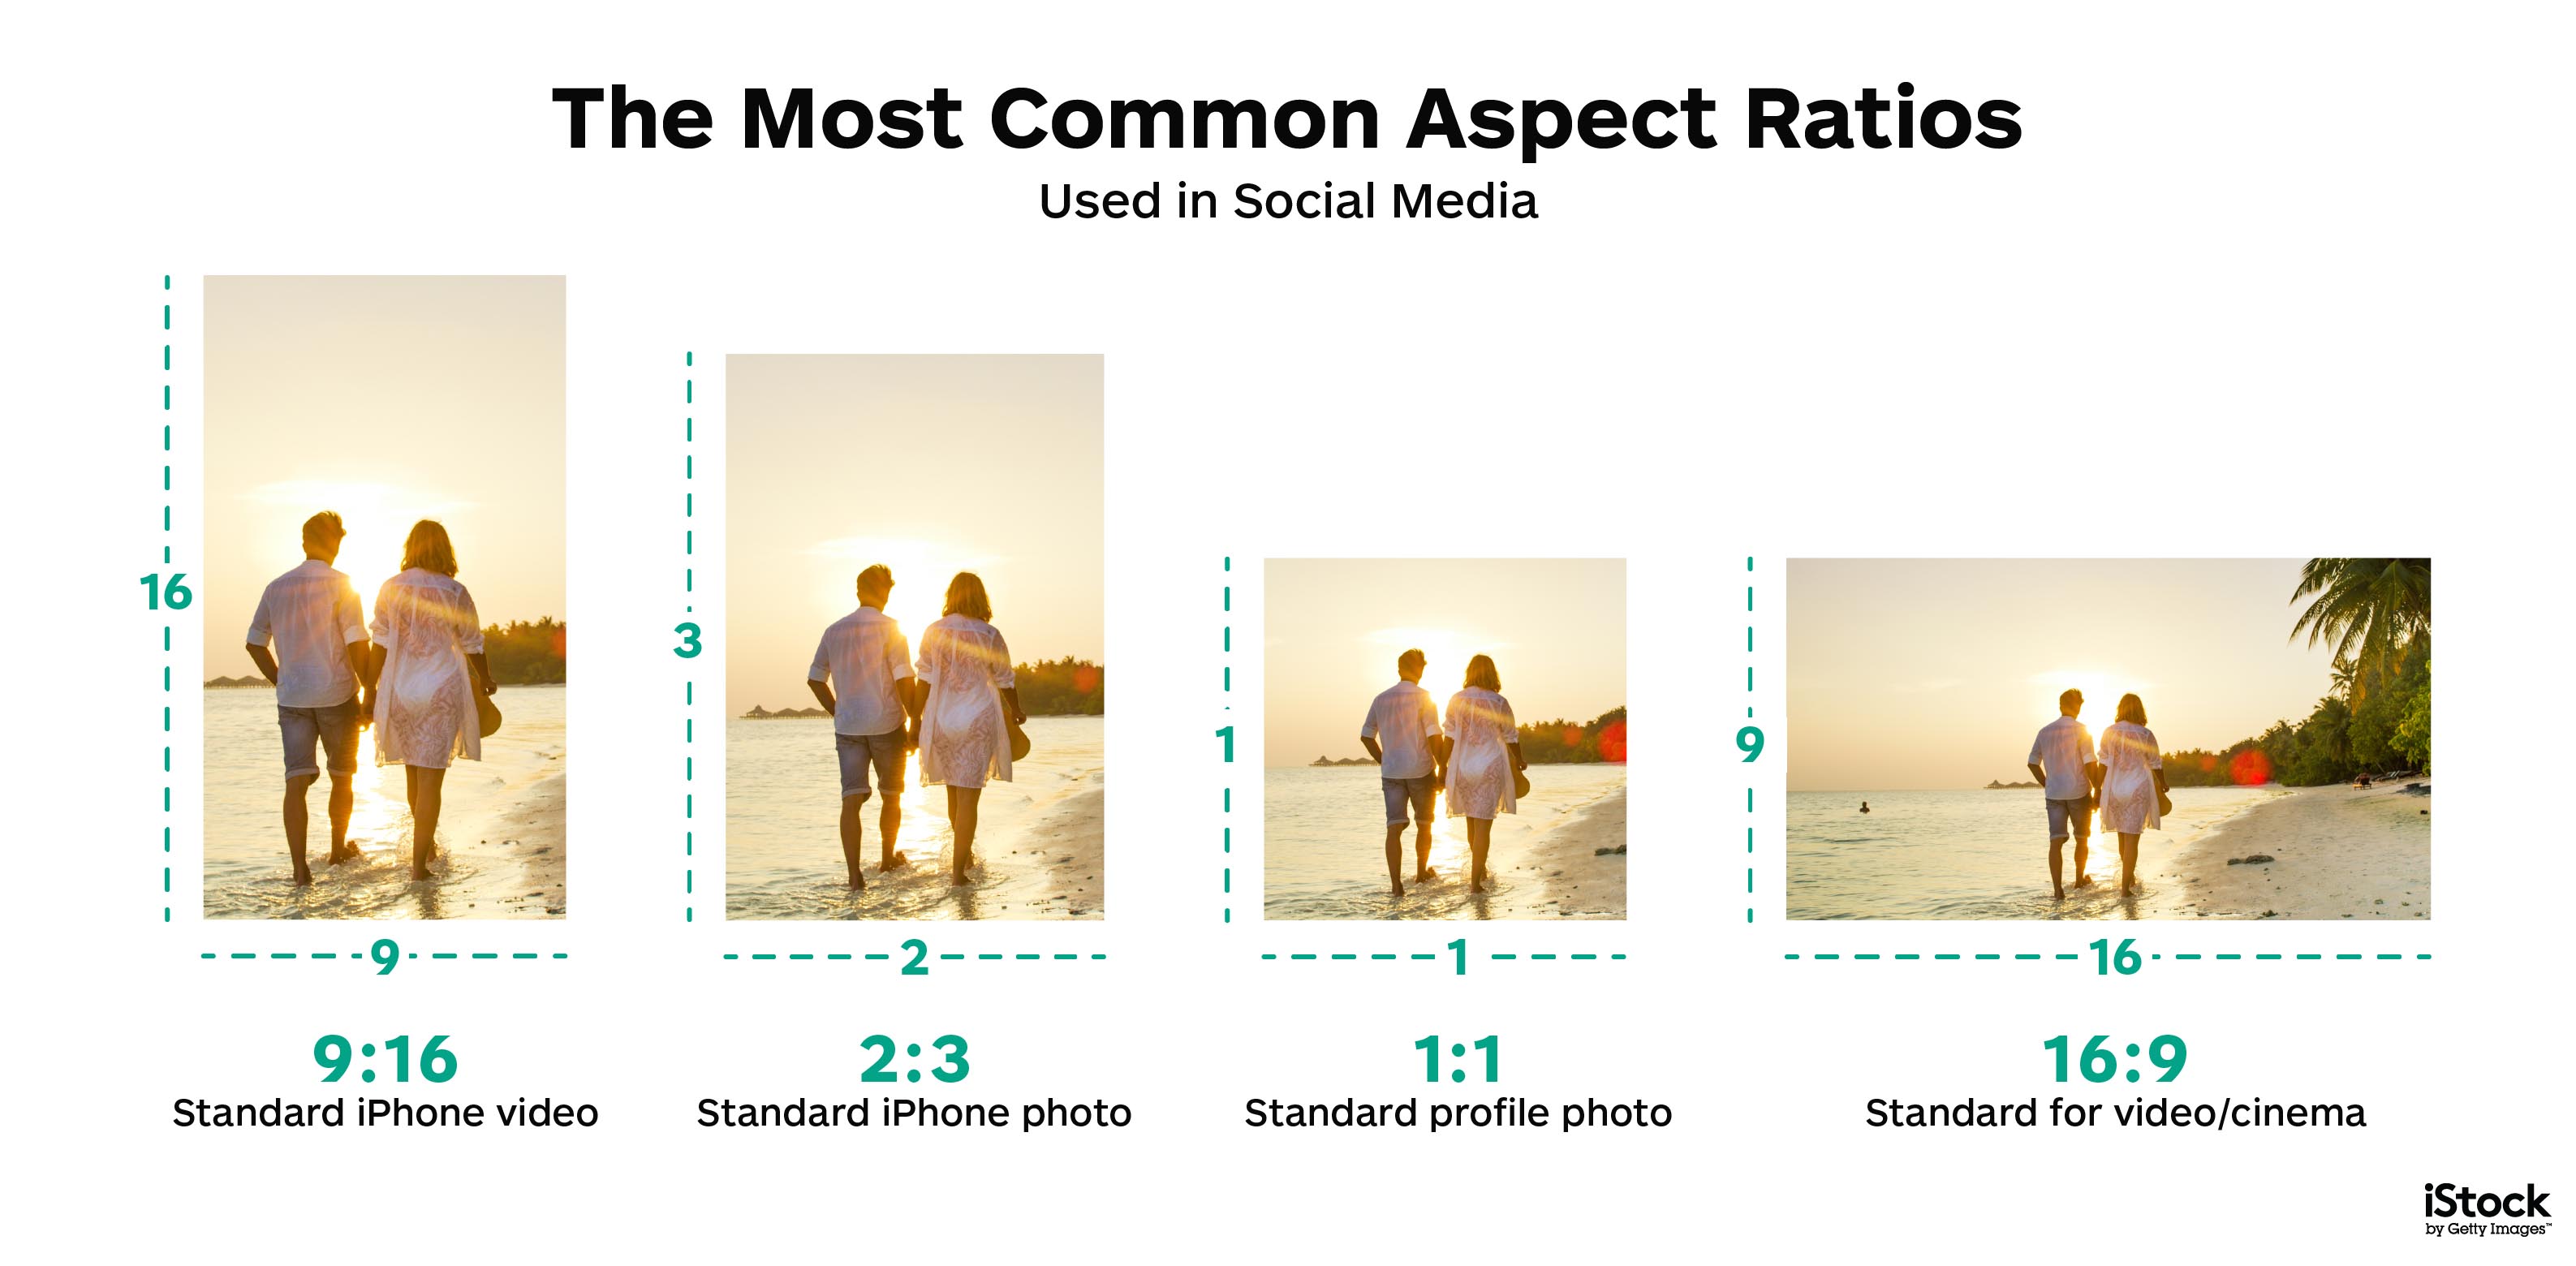 The Most Common Aspect Ratios
Used in Social Media
16
9
9:16
Standard iPhone video
3
2
2:3
Standard iPhone photo
1
1
1:1
Standard profile photo
9
16
16:9
Standard for video/cinema
iStock
by Getty Images™